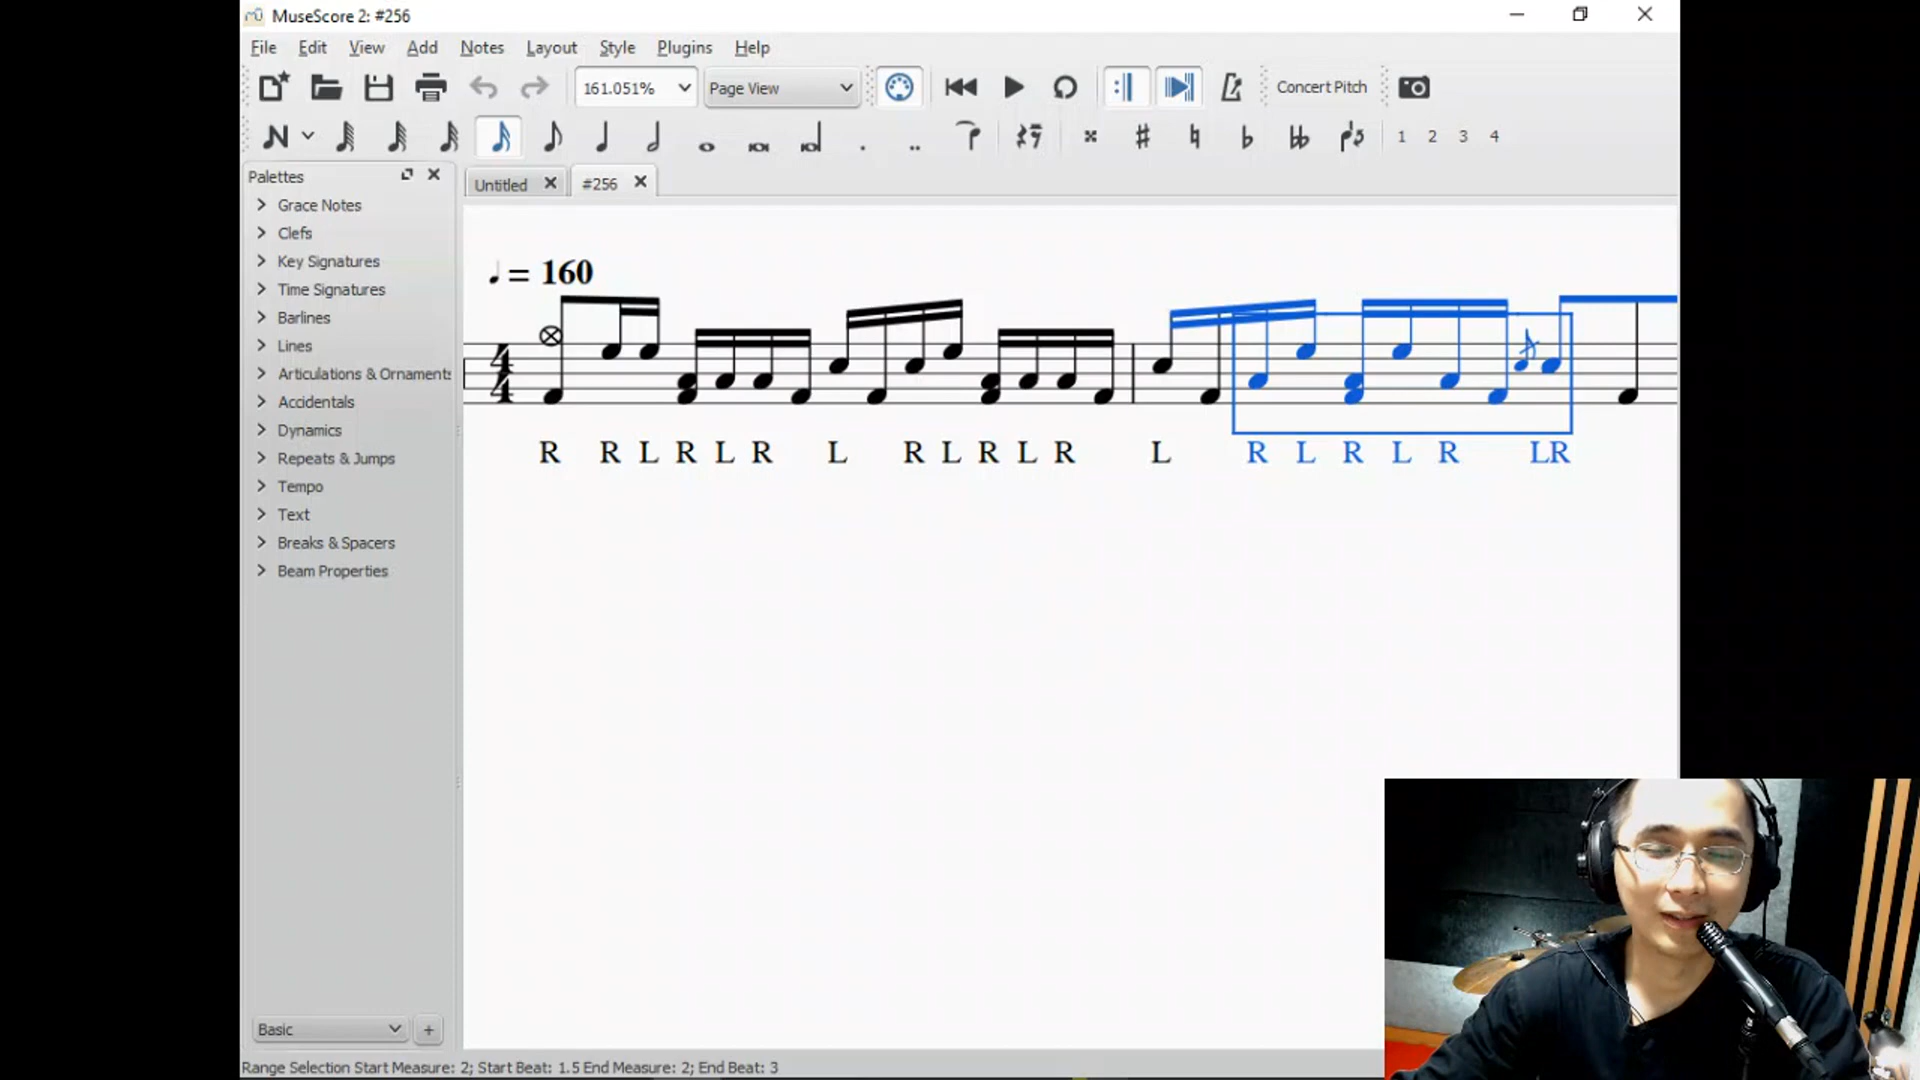 MuseScore 2: #256
File Edit View Add Notes Layout Style Plugins Help
161.051% Page View Concert Pitch
1 2 3 4
Palettes
Untitled #256
Grace Notes
Clefs
Key Signatures
Time Signatures
Barlines
Lines
Articulations & Ornaments
Accidentals
Dynamics
Repeats & Jumps
Tempo
Text
Breaks & Spacers
Beam Properties
= 160
4
4
R R L R L R L R L R L R L R L R L R LR
Basic
Range Selection Start Measure: 2; Start Beat: 1.5 End Measure: 2; End Beat: 3